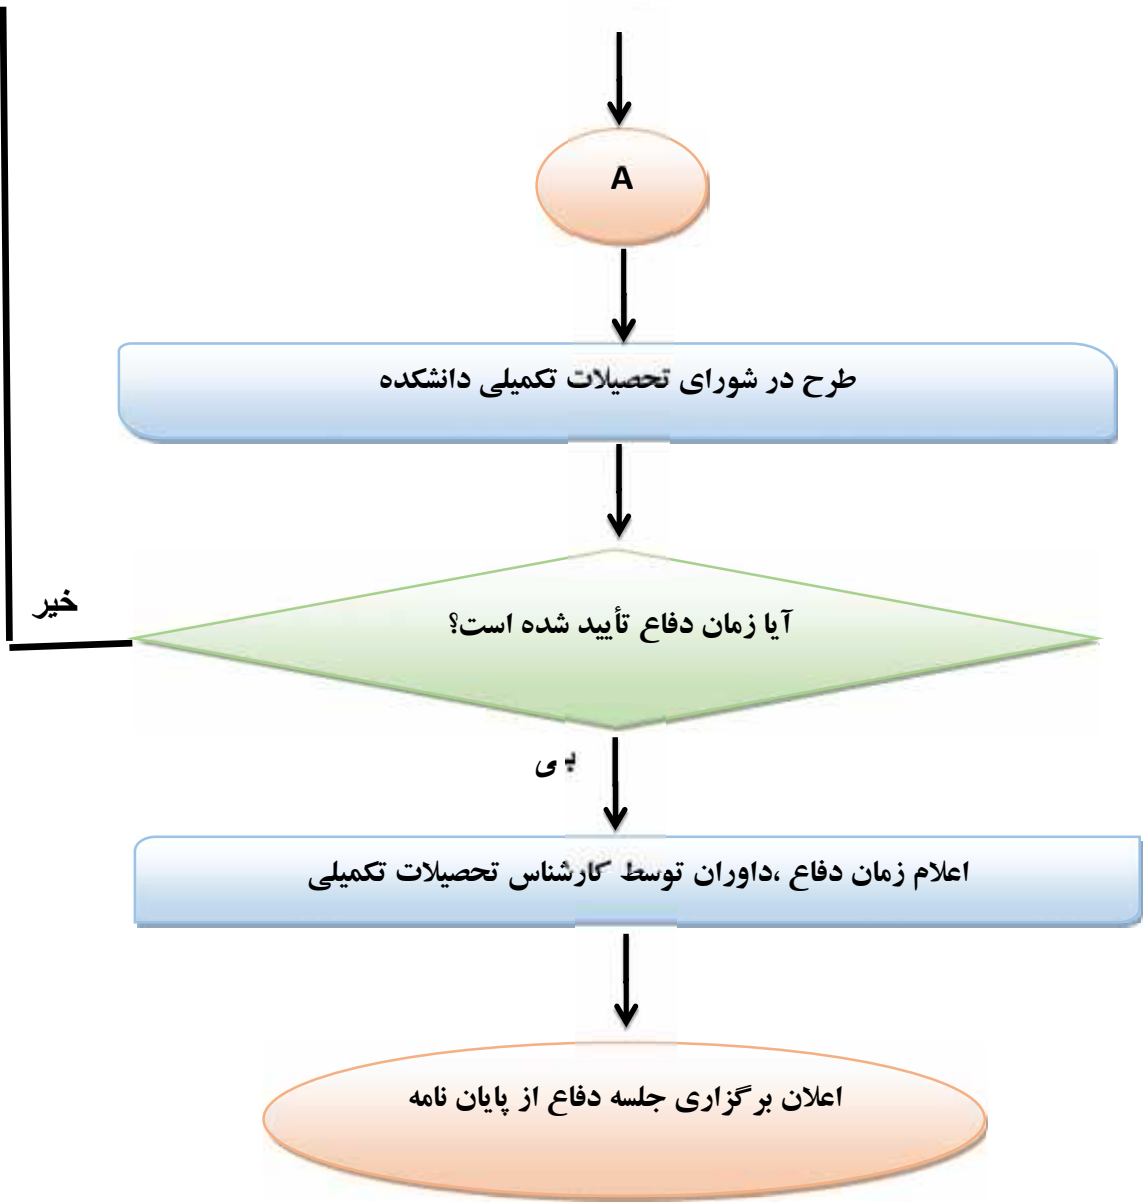 A
طرح در شورای تحصیلات تکمیلی دانشکده
آیا زمان دفاع تأیید شده است؟
خیر
اعلام زمان دفاع ،داوران توسط کارشناس تحصیلات تکمیلی
اعلان برگزاری جلسه دفاع از پایان نامه